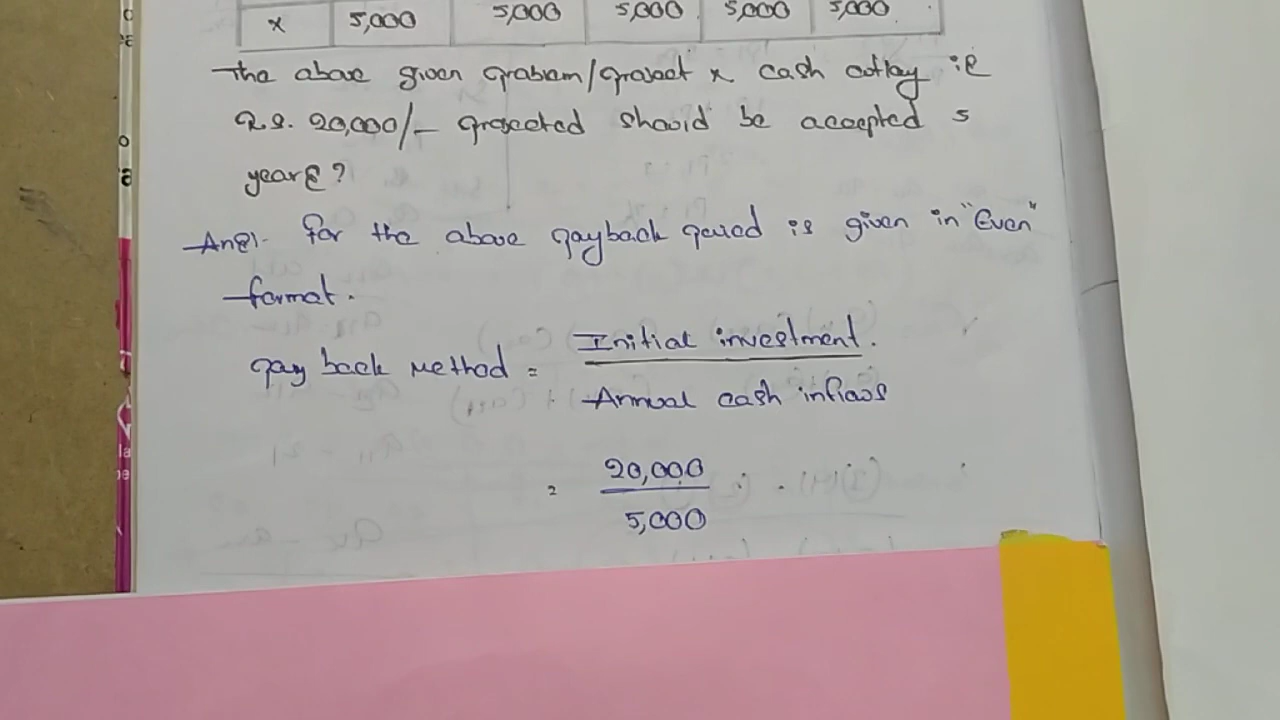 x 5,000 5,000 5,000 5,000 5,000
The above given problem/project x cash outlay is
R.s. 20,000/- projected should be accepted 5
years?
Ans:- for the above payback period is given in "Even"
format.
pay back Method = Initial investment.
Annual cash inflows
= 20,000
5,000